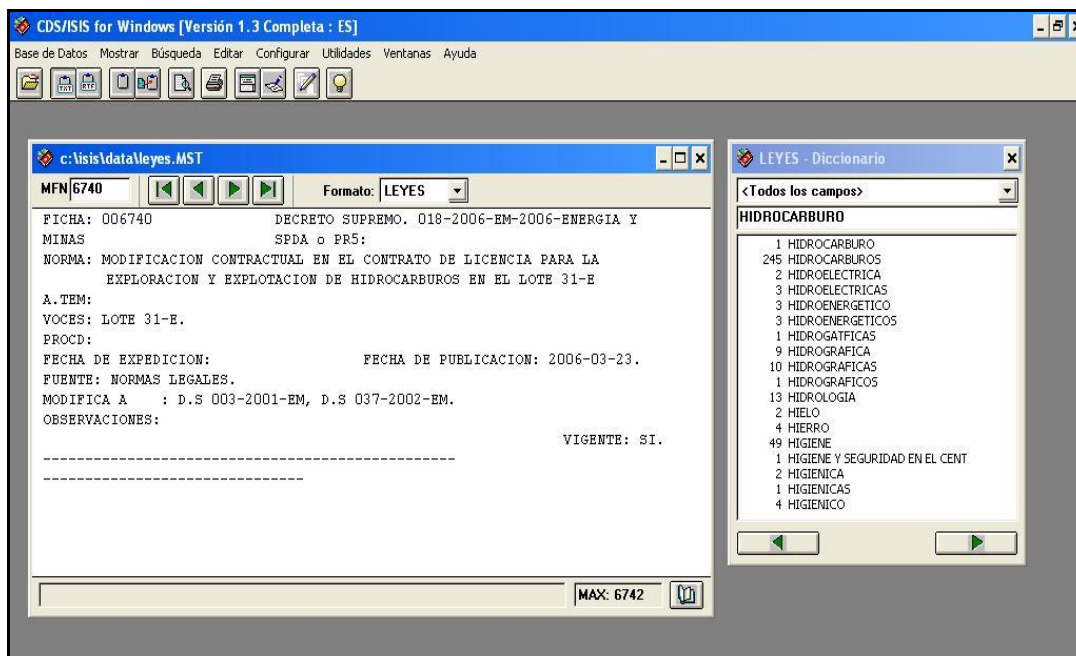 CDS/ISIS for Windows [Versión 1.3 Completa : ES]
Base de Datos Mostrar Búsqueda Editar Configurar Utilidades Ventanas Ayuda
TXT RTF
c:\isis\data\leyes.MST
MFN 6740 Formato: LEYES
FICHA: 006740 DECRETO SUPREMO. 018-2006-EM-2006-ENERGIA Y
MINAS SPDA o PR5:
NORMA: MODIFICACION CONTRACTUAL EN EL CONTRATO DE LICENCIA PARA LA
EXPLORACION Y EXPLOTACION DE HIDROCARBUROS EN EL LOTE 31-E
A.TEM:
VOCES: LOTE 31-E.
PROCD:
FECHA DE EXPEDICION: FECHA DE PUBLICACION: 2006-03-23.
FUENTE: NORMAS LEGALES.
MODIFICA A : D.S 003-2001-EM, D.S 037-2002-EM.
OBSERVACIONES:
VIGENTE: SI.
-------------------------------------------------
-------------------------------
MAX: 6742
LEYES - Diccionario
<Todos los campos>
HIDROCARBURO
1 HIDROCARBURO
245 HIDROCARBUROS
2 HIDROELECTRICA
3 HIDROELECTRICAS
3 HIDROENERGETICO
3 HIDROENERGETICOS
1 HIDROGATFICAS
9 HIDROGRAFICA
10 HIDROGRAFICAS
1 HIDROGRAFICOS
13 HIDROLOGIA
2 HIELO
4 HIERRO
49 HIGIENE
1 HIGIENE Y SEGURIDAD EN EL CENT
2 HIGIENICA
1 HIGIENICAS
4 HIGIENICO